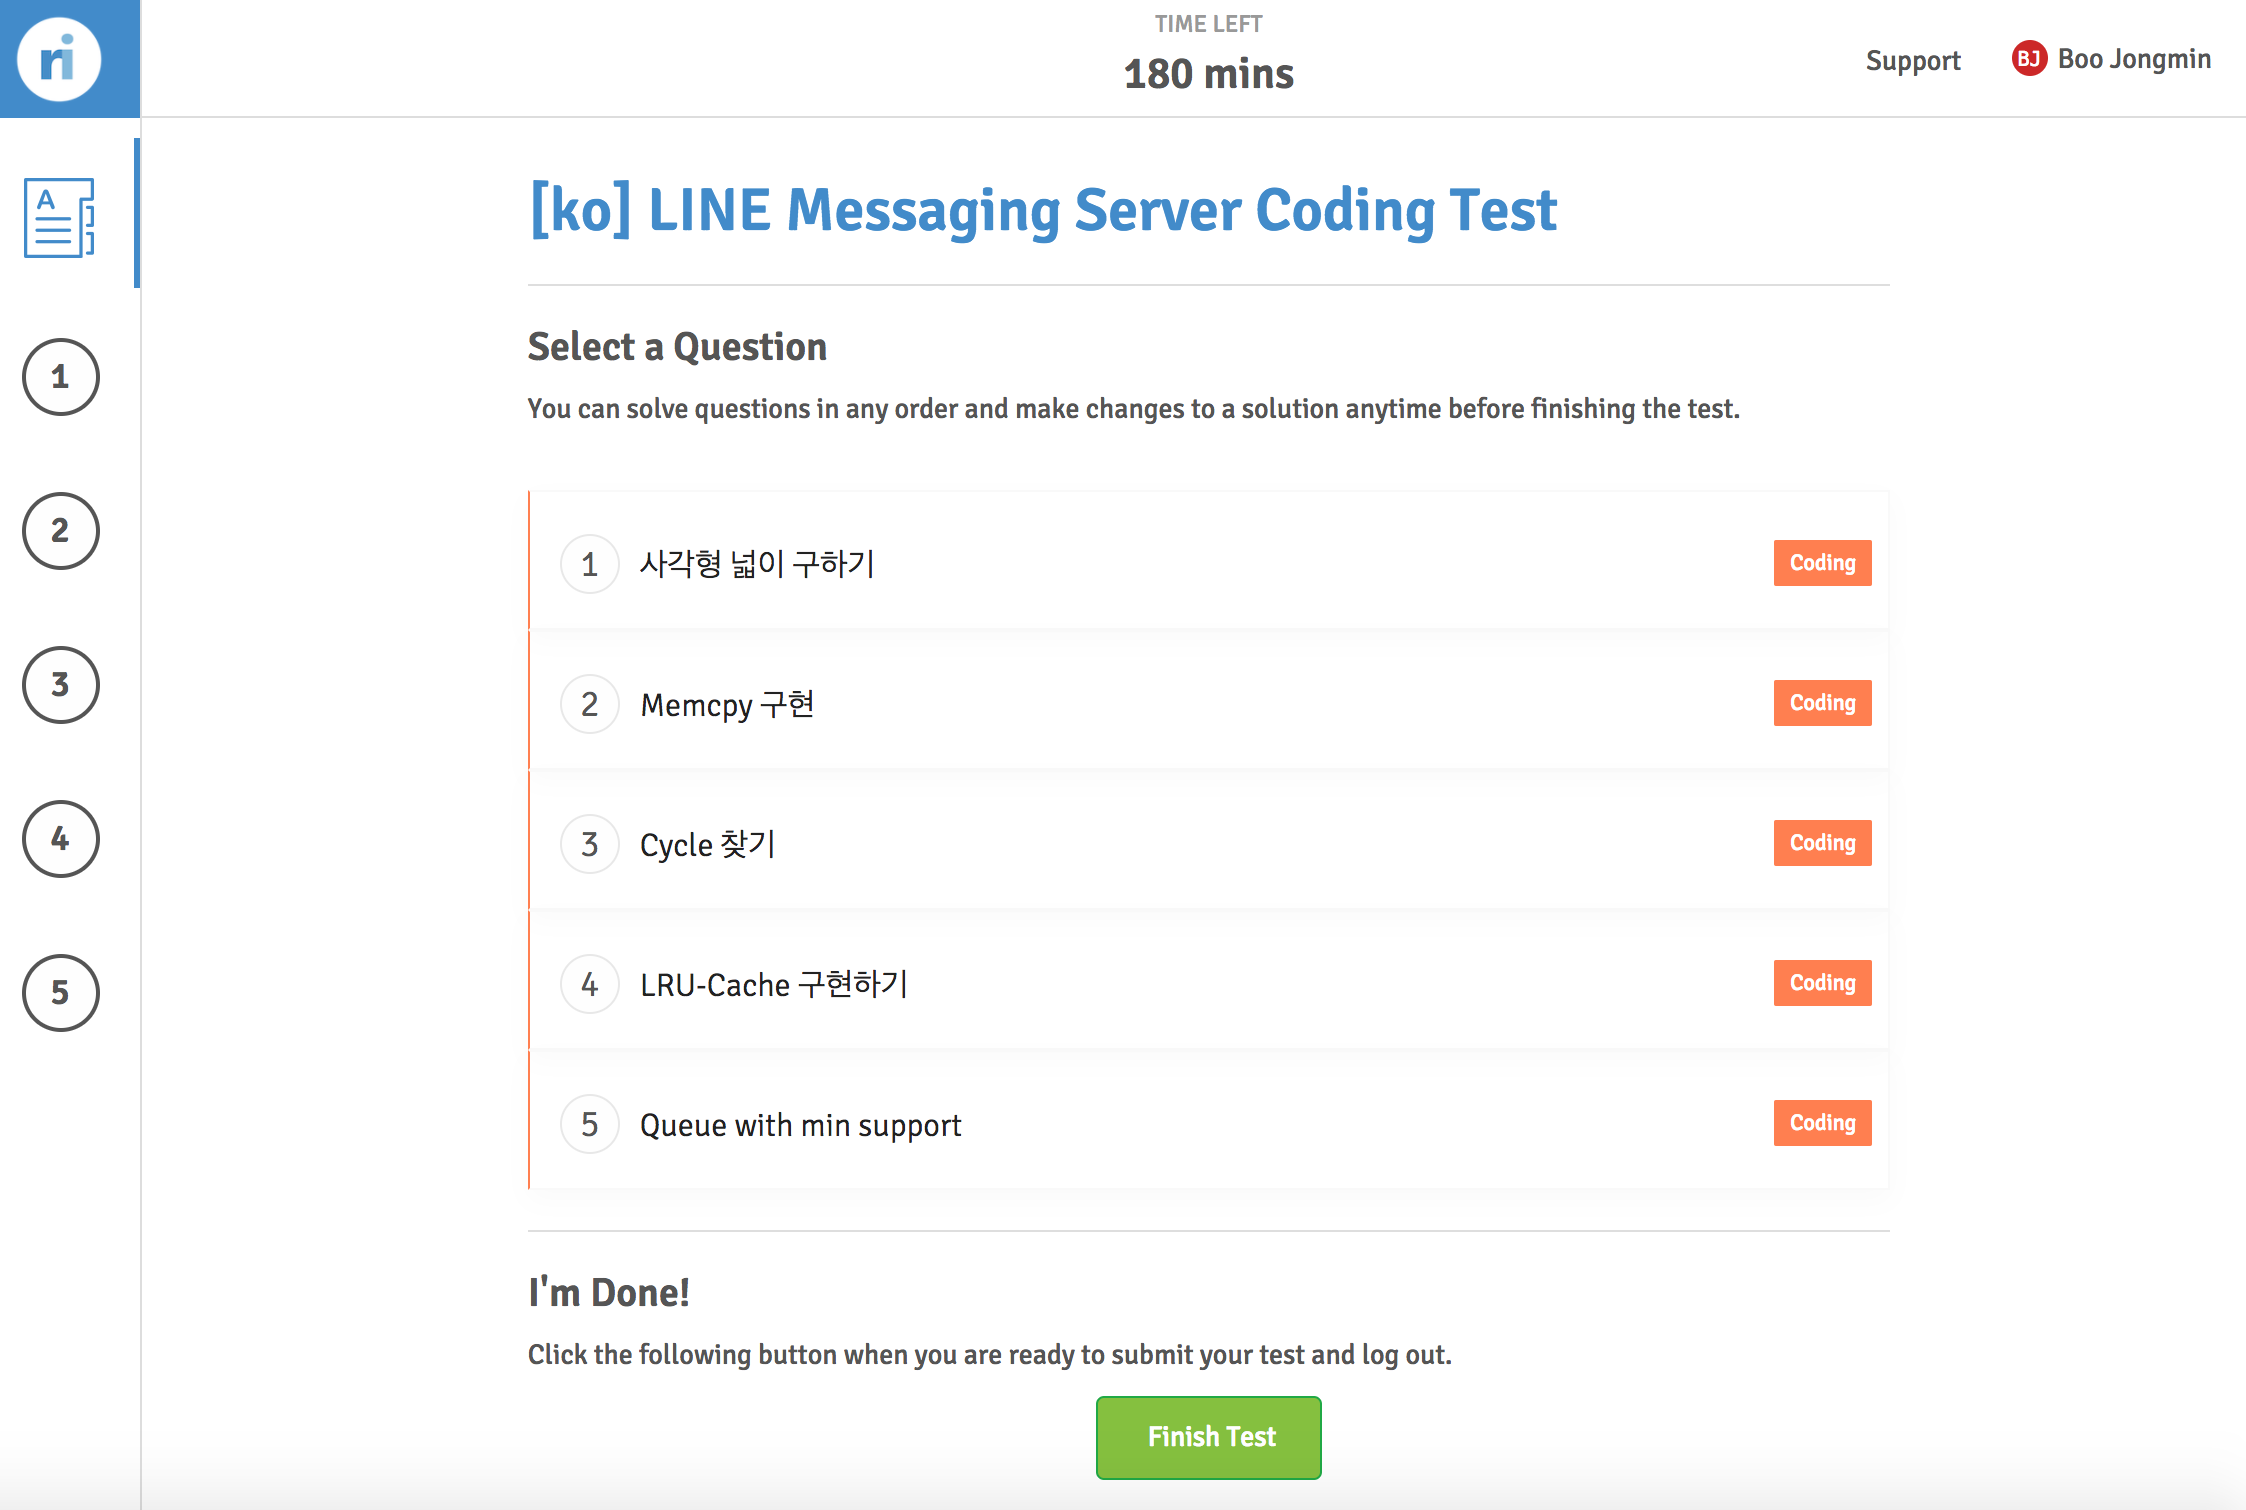 ri
TIME LEFT
180 mins
Support
BJ Boo Jongmin
A
1
2
3
4
5
[ko] LINE Messaging Server Coding Test
Select a Question
You can solve questions in any order and make changes to a solution anytime before finishing the test.
1 사각형 넓이 구하기 Coding
2 Memcpy 구현 Coding
3 Cycle 찾기 Coding
4 LRU-Cache 구현하기 Coding
5 Queue with min support Coding
I'm Done!
Click the following button when you are ready to submit your test and log out.
Finish Test